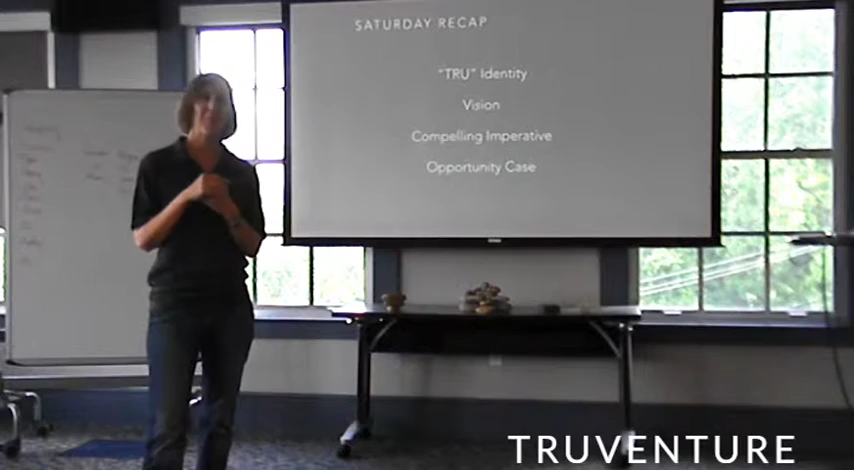 SATURDAY RECAP
"TRU" Identity
Vision
Compelling Imperative
Opportunity Case
TRUVENTURE